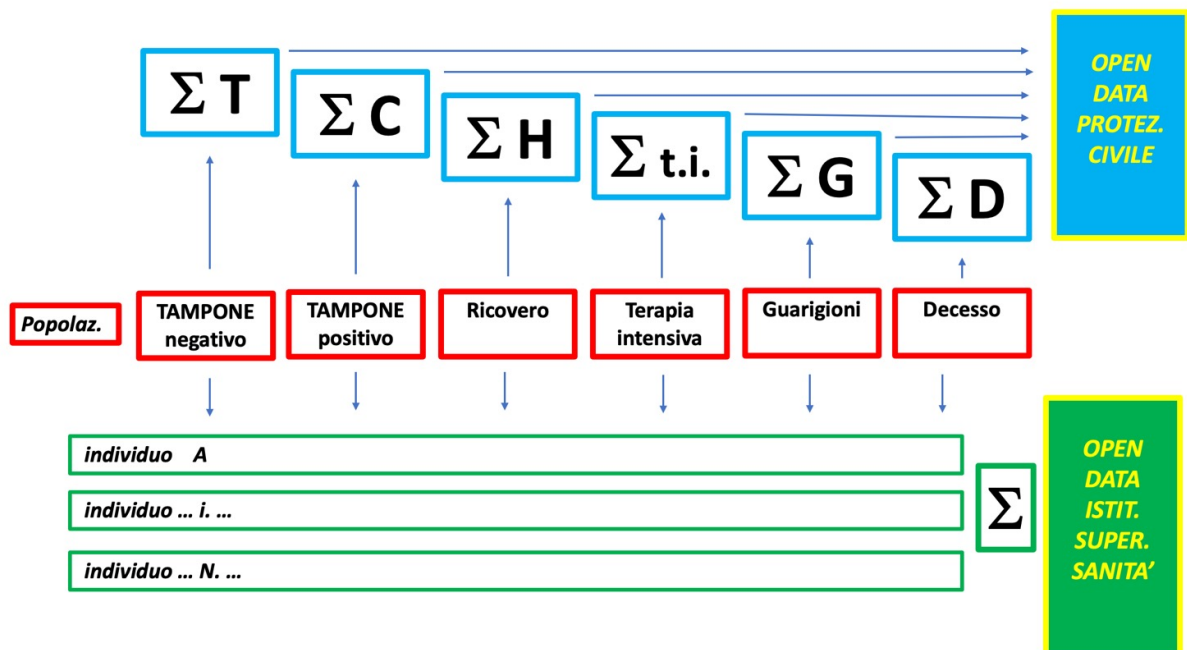 Σ T
Σ C
Σ H
Σ t.i.
Σ G
Σ D
OPEN
DATA
PROTEZ.
CIVILE
Popolaz.
TAMPONE
negativo
TAMPONE
positivo
Ricovero
Terapia
intensiva
Guarigioni
Decesso
individuo A
individuo ... i. ...
individuo ... N. ...
Σ
OPEN
DATA
ISTIT.
SUPER.
SANITA’